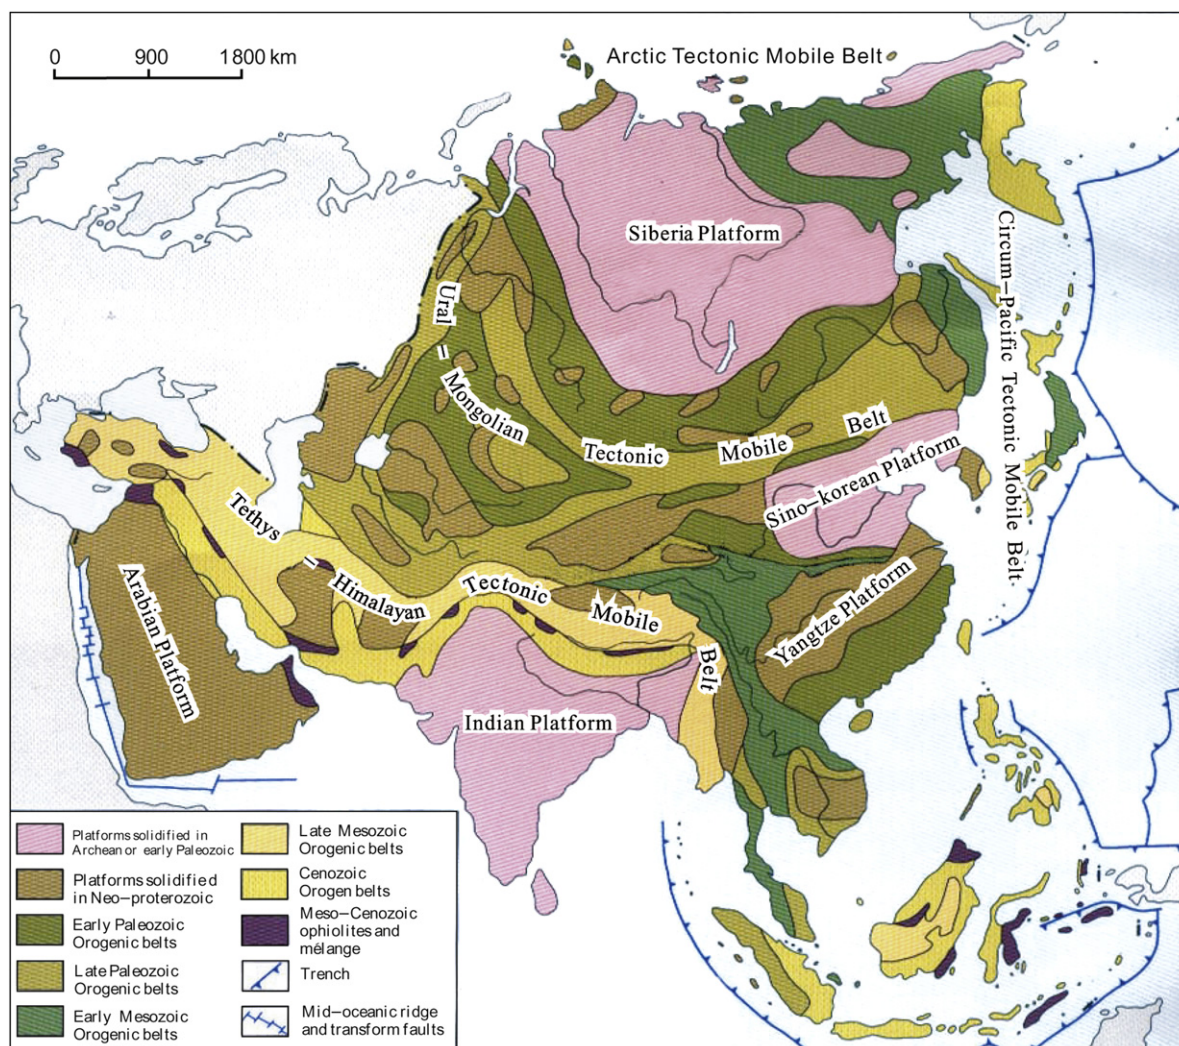 0 900 1800 km
Arctic Tectonic Mobile Belt
Siberia Platform
Circum-Pacific Tectonic Mobile Belt
Ural - Mongolian Tectonic Mobile Belt
Sino-korean Platform
Tethys - Himalayan Tectonic Mobile Belt
Arabian Platform
Yangtze Platform
Indian Platform
Platforms solidified in
Archean or early Paleozoic
Platforms solidified
in Neo-proterozoic
Early Paleozoic
Orogenic belts
Late Paleozoic
Orogenic belts
Early Mesozoic
Orogenic belts
Late Mesozoic
Orogenic belts
Cenozoic
Orogen belts
Meso-Cenozoic
ophiolites and
mélange
Trench
Mid-oceanic ridge
and transform faults